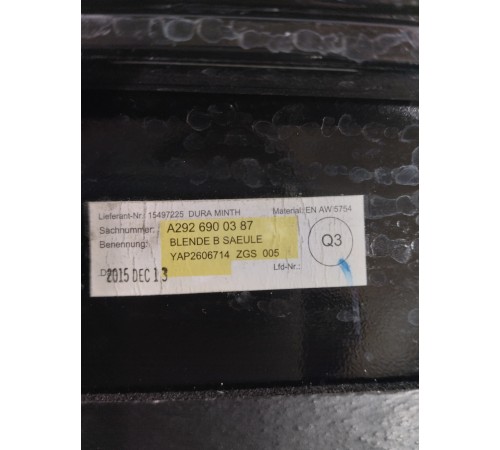 Lieferant-Nr. 15497225 DURA MINTH Material: EN AW 5754
Sachnummer: A292 690 03 87
Benennung: BLENDE B SAEULE
YAP2606714 ZGS 005
Q3
Lfd-Nr.:
2015 DEC 13